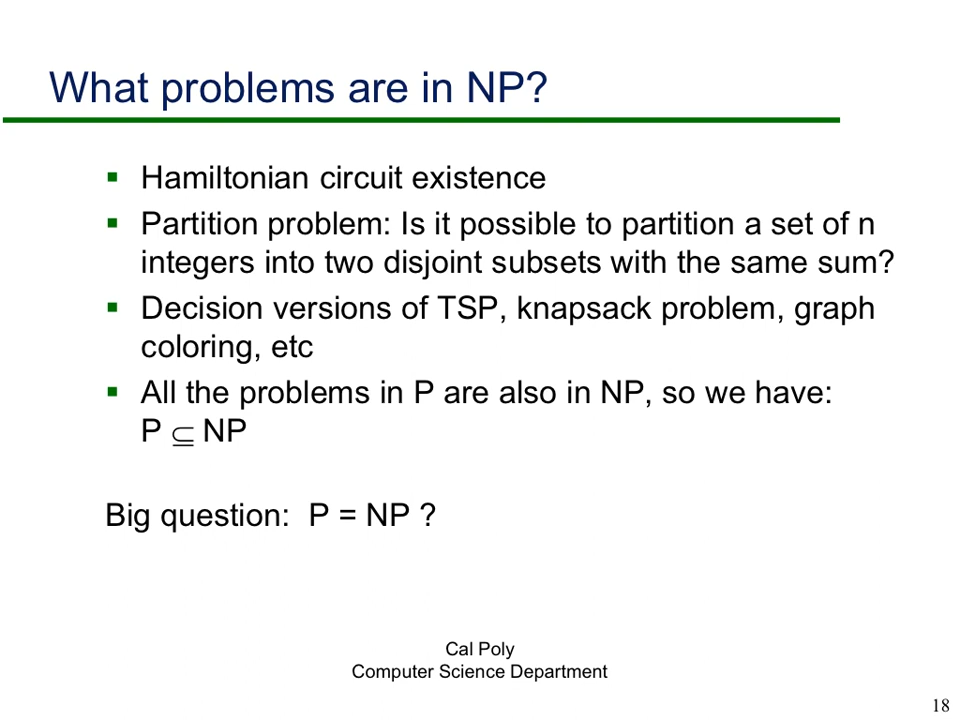 What problems are in NP?
▪ Hamiltonian circuit existence
▪ Partition problem: Is it possible to partition a set of n
integers into two disjoint subsets with the same sum?
▪ Decision versions of TSP, knapsack problem, graph
coloring, etc
▪ All the problems in P are also in NP, so we have:
P ⊆ NP
Big question: P = NP ?
Cal Poly
Computer Science Department
18